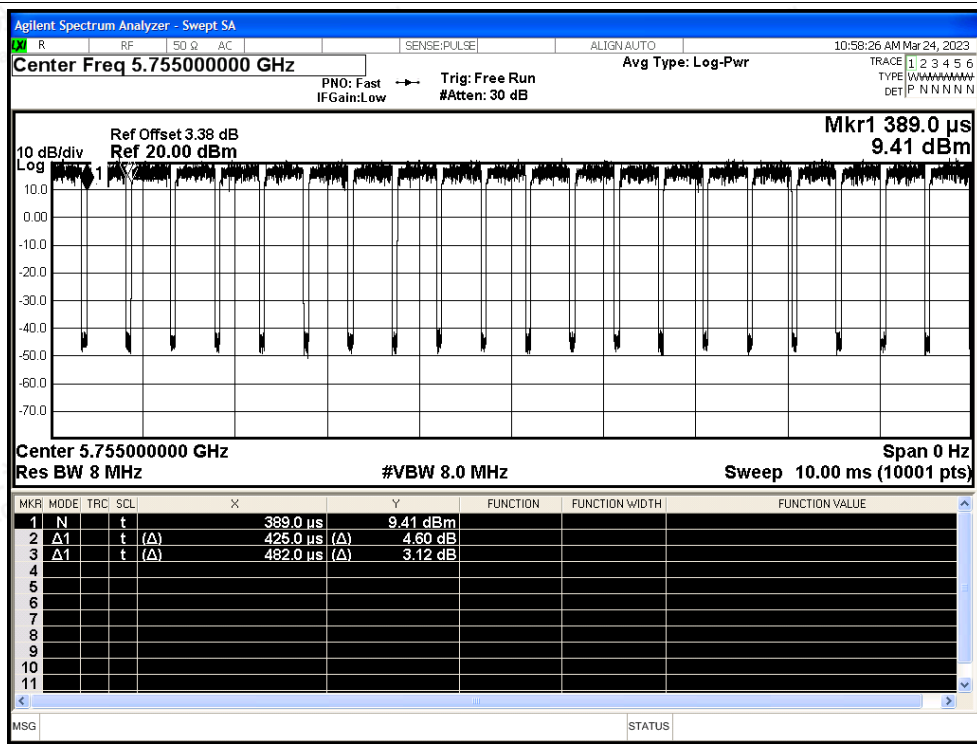 Agilent Spectrum Analyzer - Swept SA
LXI R RF 50 Ω AC SENSE:PULSE ALIGN AUTO 10:58:26 AM Mar 24, 2023
Center Freq 5.755000000 GHz
PNO: Fast
IFGain:Low
Trig: Free Run
#Atten: 30 dB
Avg Type: Log-Pwr
TRACE 1 2 3 4 5 6
TYPE
DET P N N N N N
Mkr1 389.0 µs
9.41 dBm
Ref Offset 3.38 dB
10 dB/div Ref 20.00 dBm
Log
1
10.0
0.00
-10.0
-20.0
-30.0
-40.0
-50.0
-60.0
-70.0
Center 5.755000000 GHz Span 0 Hz
Res BW 8 MHz #VBW 8.0 MHz Sweep 10.00 ms (10001 pts)
MKR MODE TRC SCL X Y FUNCTION FUNCTION WIDTH FUNCTION VALUE
1 N t 389.0 µs 9.41 dBm
2 Δ1 t (Δ) 425.0 µs (Δ) 4.60 dB
3 Δ1 t (Δ) 482.0 µs (Δ) 3.12 dB
4
5
6
7
8
9
10
11
MSG STATUS